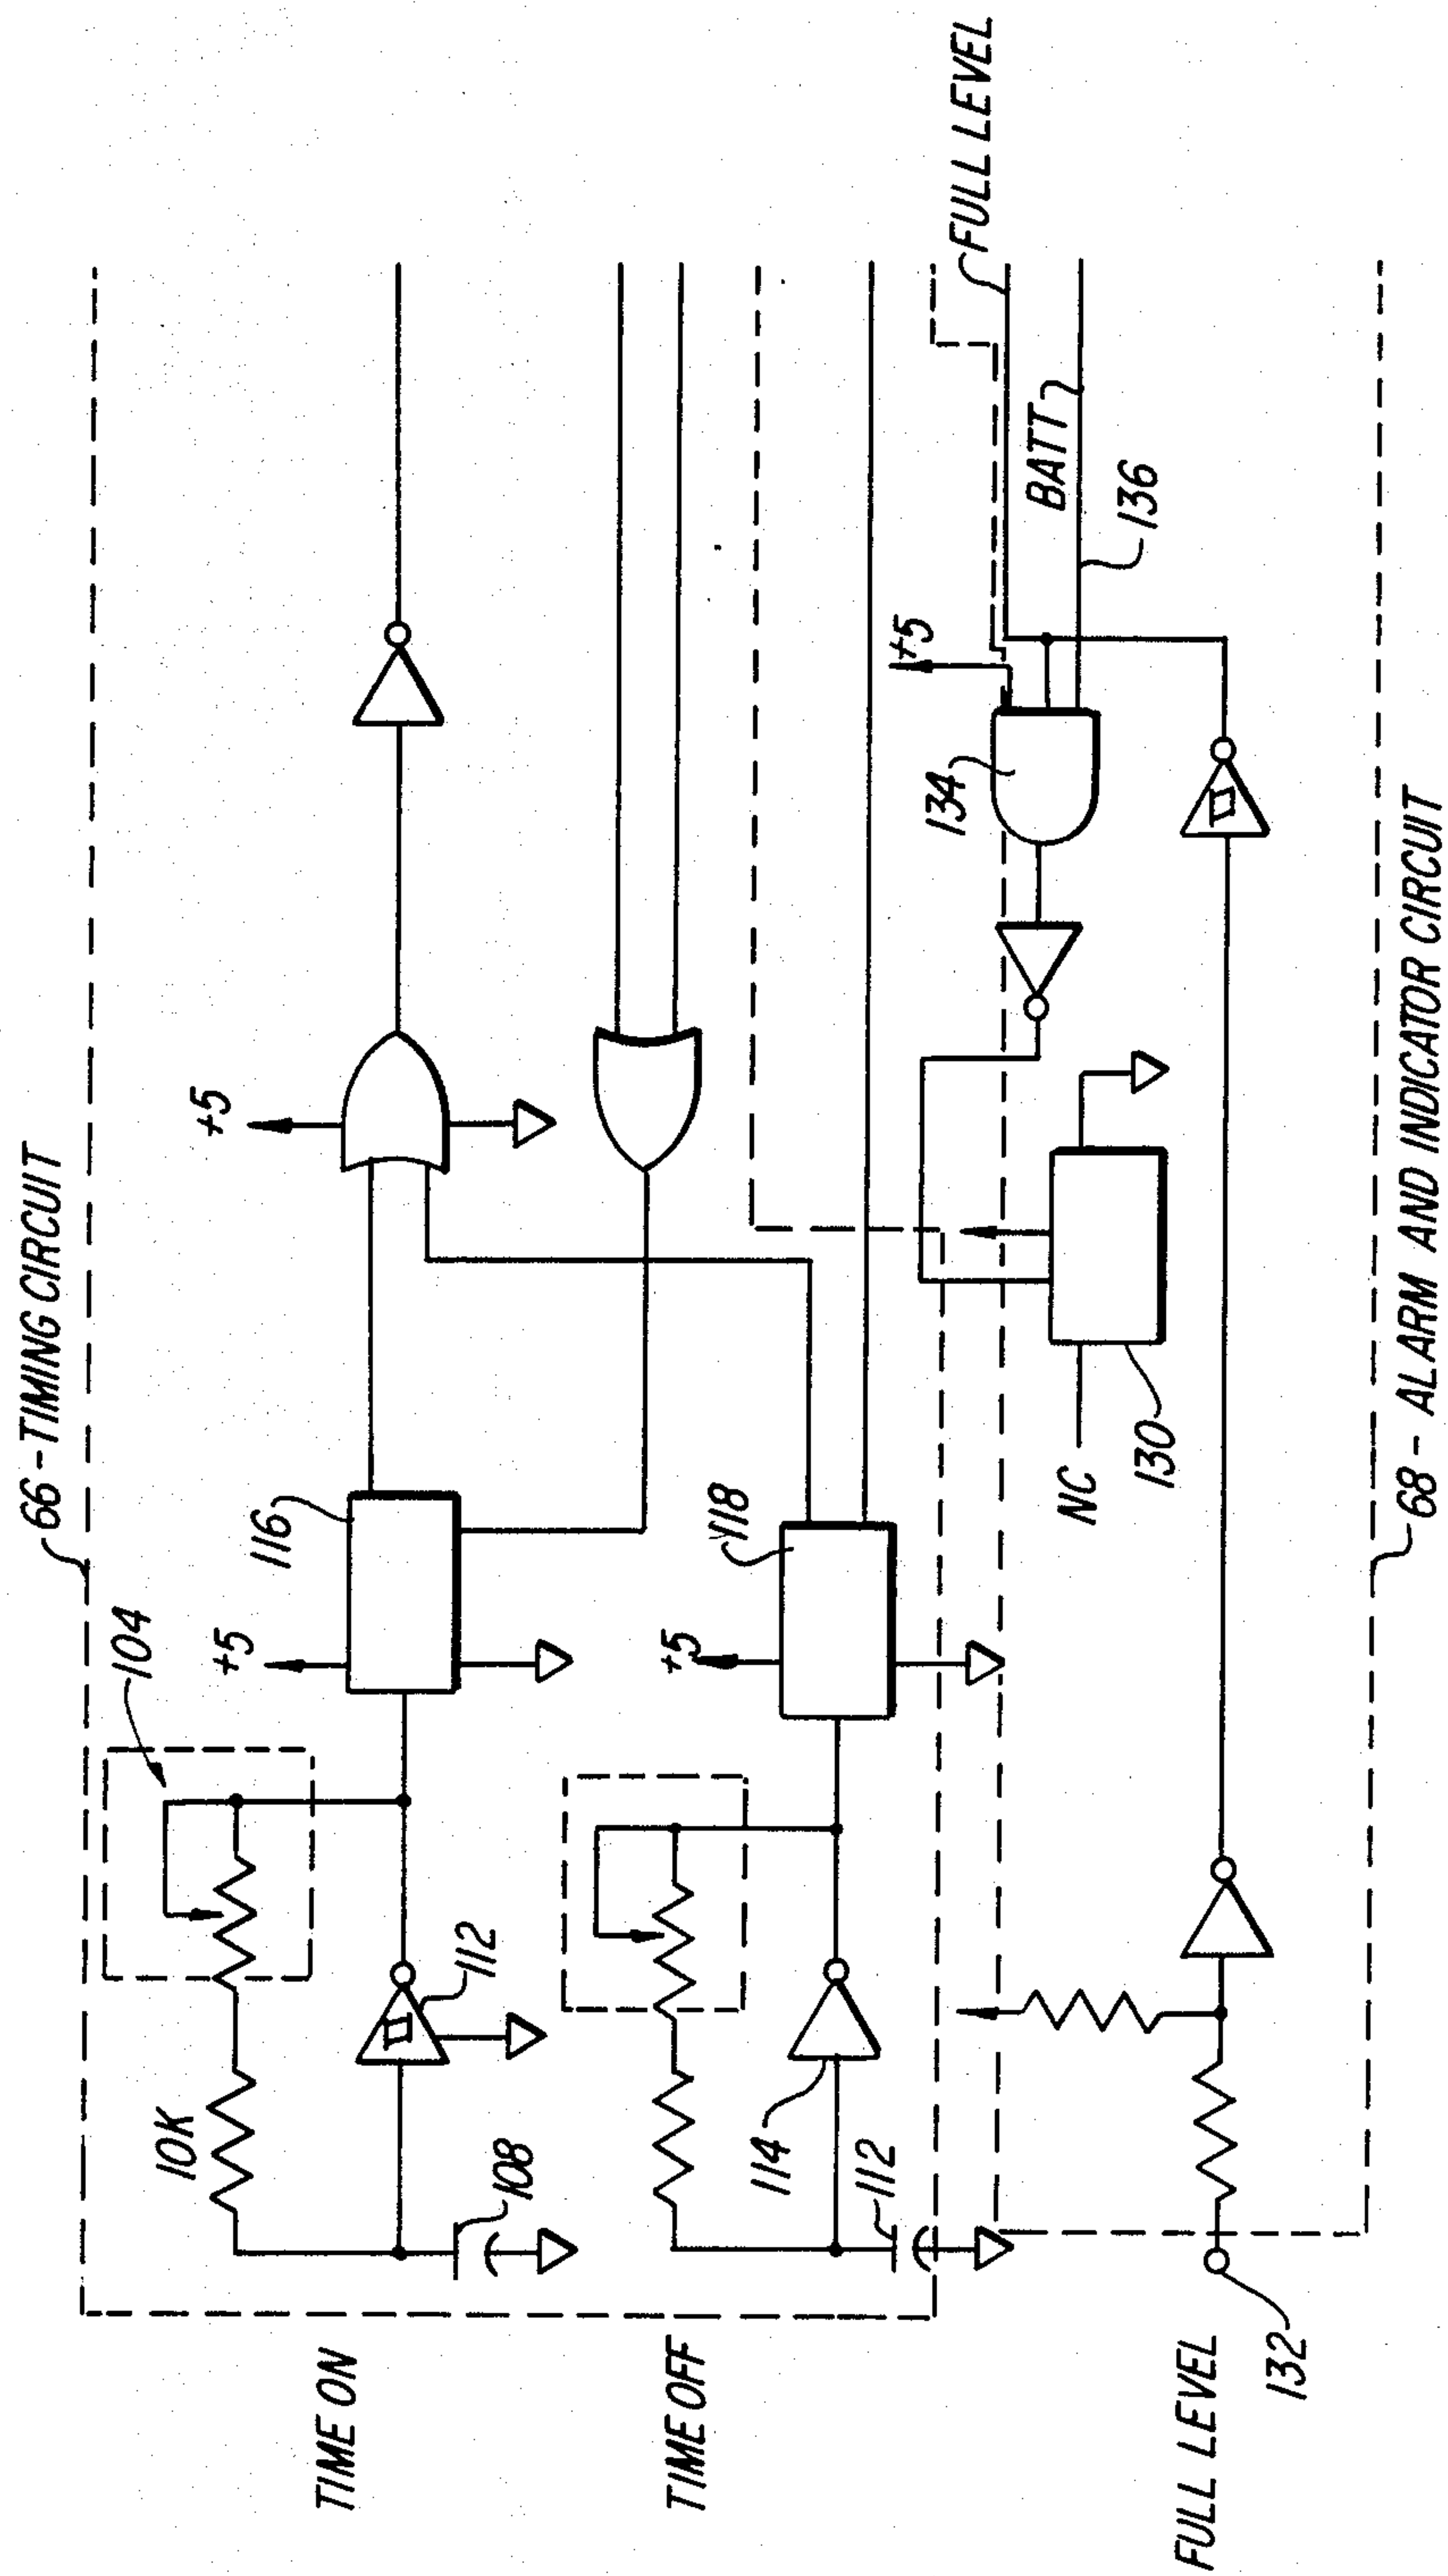 66 - TIMING CIRCUIT
104
116
+5
+5
10K
112
108
TIME ON
+5
118
114
112
TIME OFF
FULL LEVEL
+5
134
BATT
136
NC
130
FULL LEVEL
132
68 - ALARM AND INDICATOR CIRCUIT